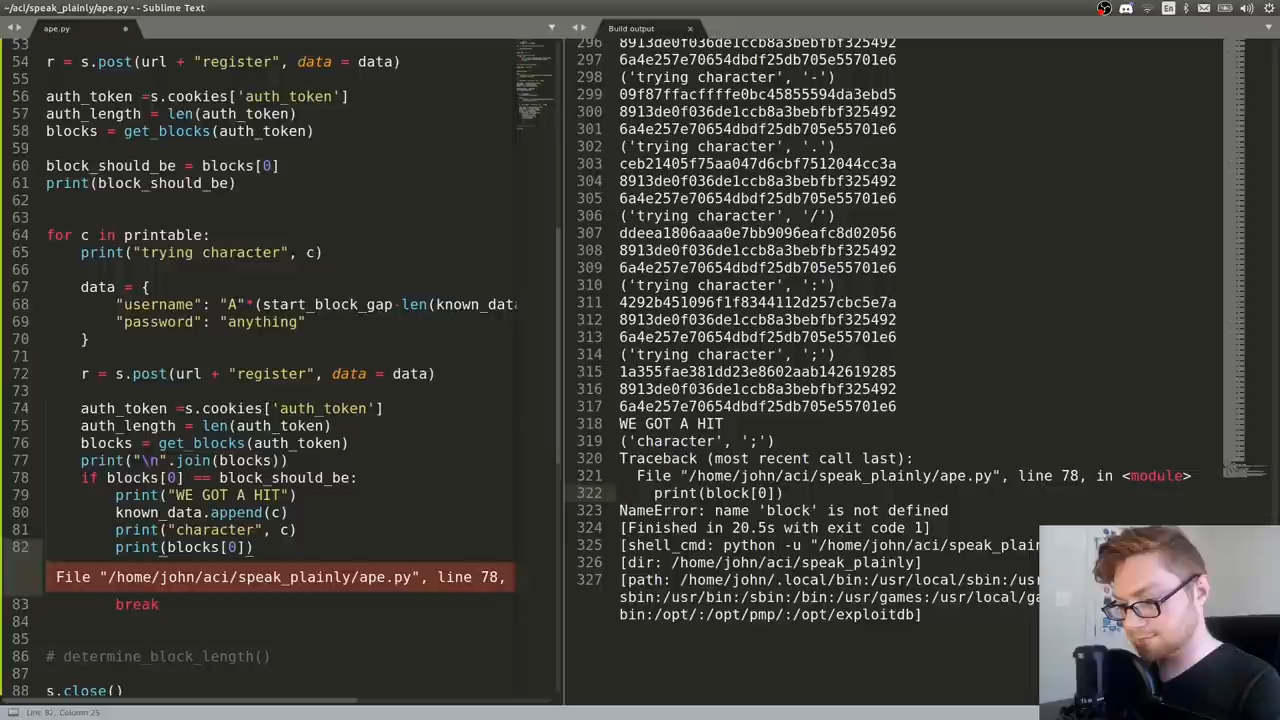 ~/aci/speak_plainly/ape.py • - Sublime Text
En
ape.py
Build output
53
54 r = s.post(url + "register", data = data)
55
56 auth_token =s.cookies['auth_token']
57 auth_length = len(auth_token)
58 blocks = get_blocks(auth_token)
59
60 block_should_be = blocks[0]
61 print(block_should_be)
62
63
64 for c in printable:
65 print("trying character", c)
66
67 data = {
68 "username": "A"*(start_block_gap-len(known_data
69 "password": "anything"
70 }
71
72 r = s.post(url + "register", data = data)
73
74 auth_token =s.cookies['auth_token']
75 auth_length = len(auth_token)
76 blocks = get_blocks(auth_token)
77 print("\n".join(blocks))
78 if blocks[0] == block_should_be:
79 print("WE GOT A HIT")
80 known_data.append(c)
81 print("character", c)
82 print(blocks[0])
File "/home/john/aci/speak_plainly/ape.py", line 78,
83 break
84
85
86 # determine_block_length()
87
88 s.close()
296 8913de0f036de1ccb8a3bebfbf325492
297 6a4e257e70654df25db705e55701e6
298 ('trying character', '-')
299 09f87ffacffffe0bc45855594da3ebd5
300 8913de0f036de1ccb8a3bebfbf325492
301 6a4e257e70654df25db705e55701e6
302 ('trying character', '.')
303 ceb21405f75aa047d6cbf7512044cc3a
304 8913de0f036de1ccb8a3bebfbf325492
305 6a4e257e70654df25db705e55701e6
306 ('trying character', '/')
307 ddeea1806aaa0e7bb9096eafc8d02056
308 8913de0f036de1ccb8a3bebfbf325492
309 6a4e257e70654df25db705e55701e6
310 ('trying character', ':')
311 4292b451096f1f8344112d257cbc5e7a
312 8913de0f036de1ccb8a3bebfbf325492
313 6a4e257e70654df25db705e55701e6
314 ('trying character', ';')
315 1a355fae381dd23e8602aab142619285
316 8913de0f036de1ccb8a3bebfbf325492
317 6a4e257e70654df25db705e55701e6
318 WE GOT A HIT
319 ('character', ';')
320 Traceback (most recent call last):
321 File "/home/john/aci/speak_plainly/ape.py", line 78, in <module>
322 print(block[0])
323 NameError: name 'block' is not defined
324 [Finished in 20.5s with exit code 1]
325 [shell_cmd: python -u "/home/john/aci/speak_plain
326 [dir: /home/john/aci/speak_plainly]
327 [path: /home/john/.local/bin:/usr/local/sbin:/us
sbin:/usr/bin:/sbin:/bin:/usr/games:/usr/local/ga
bin:/opt/:/opt/pmp/:/opt/exploitdb]
Line 82, Column 25